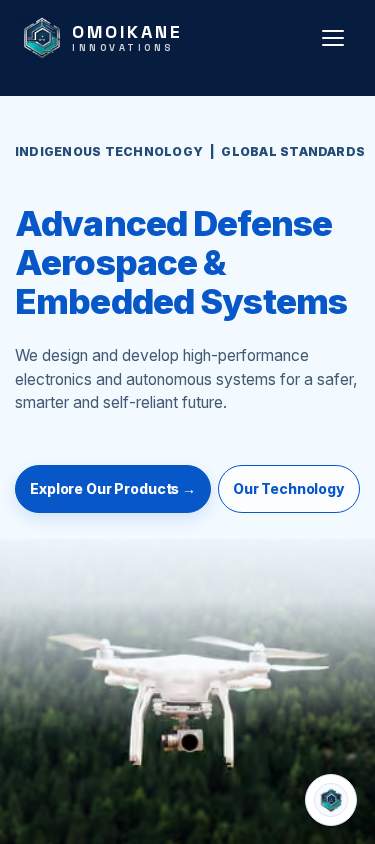 OMOIKANE
INNOVATIONS
INDIGENOUS TECHNOLOGY | GLOBAL STANDARDS
Advanced Defense
Aerospace &
Embedded Systems
We design and develop high-performance
electronics and autonomous systems for a safer,
smarter and self-reliant future.
Explore Our Products →
Our Technology